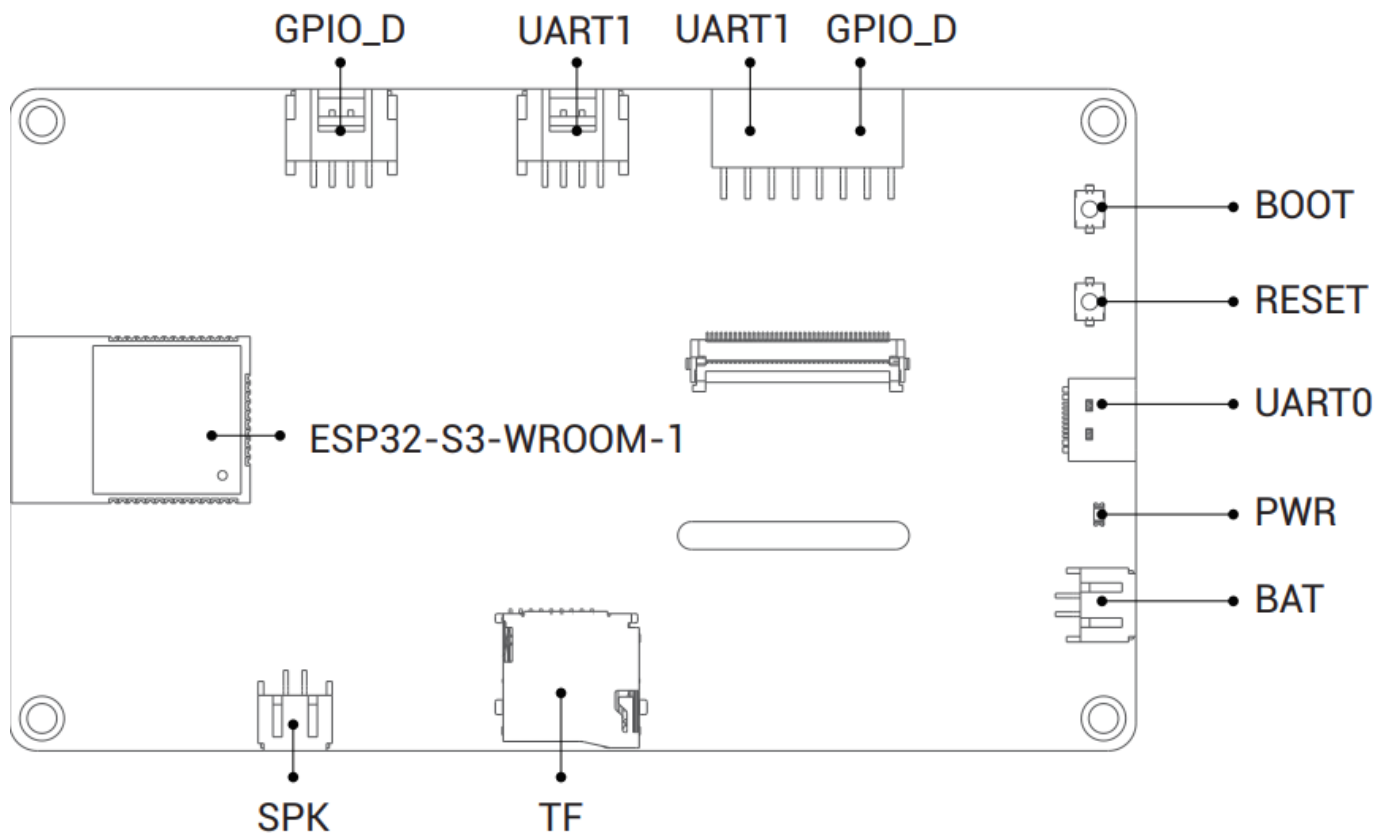 GPIO_D
UART1
UART1
GPIO_D
BOOT
RESET
UART0
ESP32-S3-WROOM-1
PWR
BAT
SPK
TF